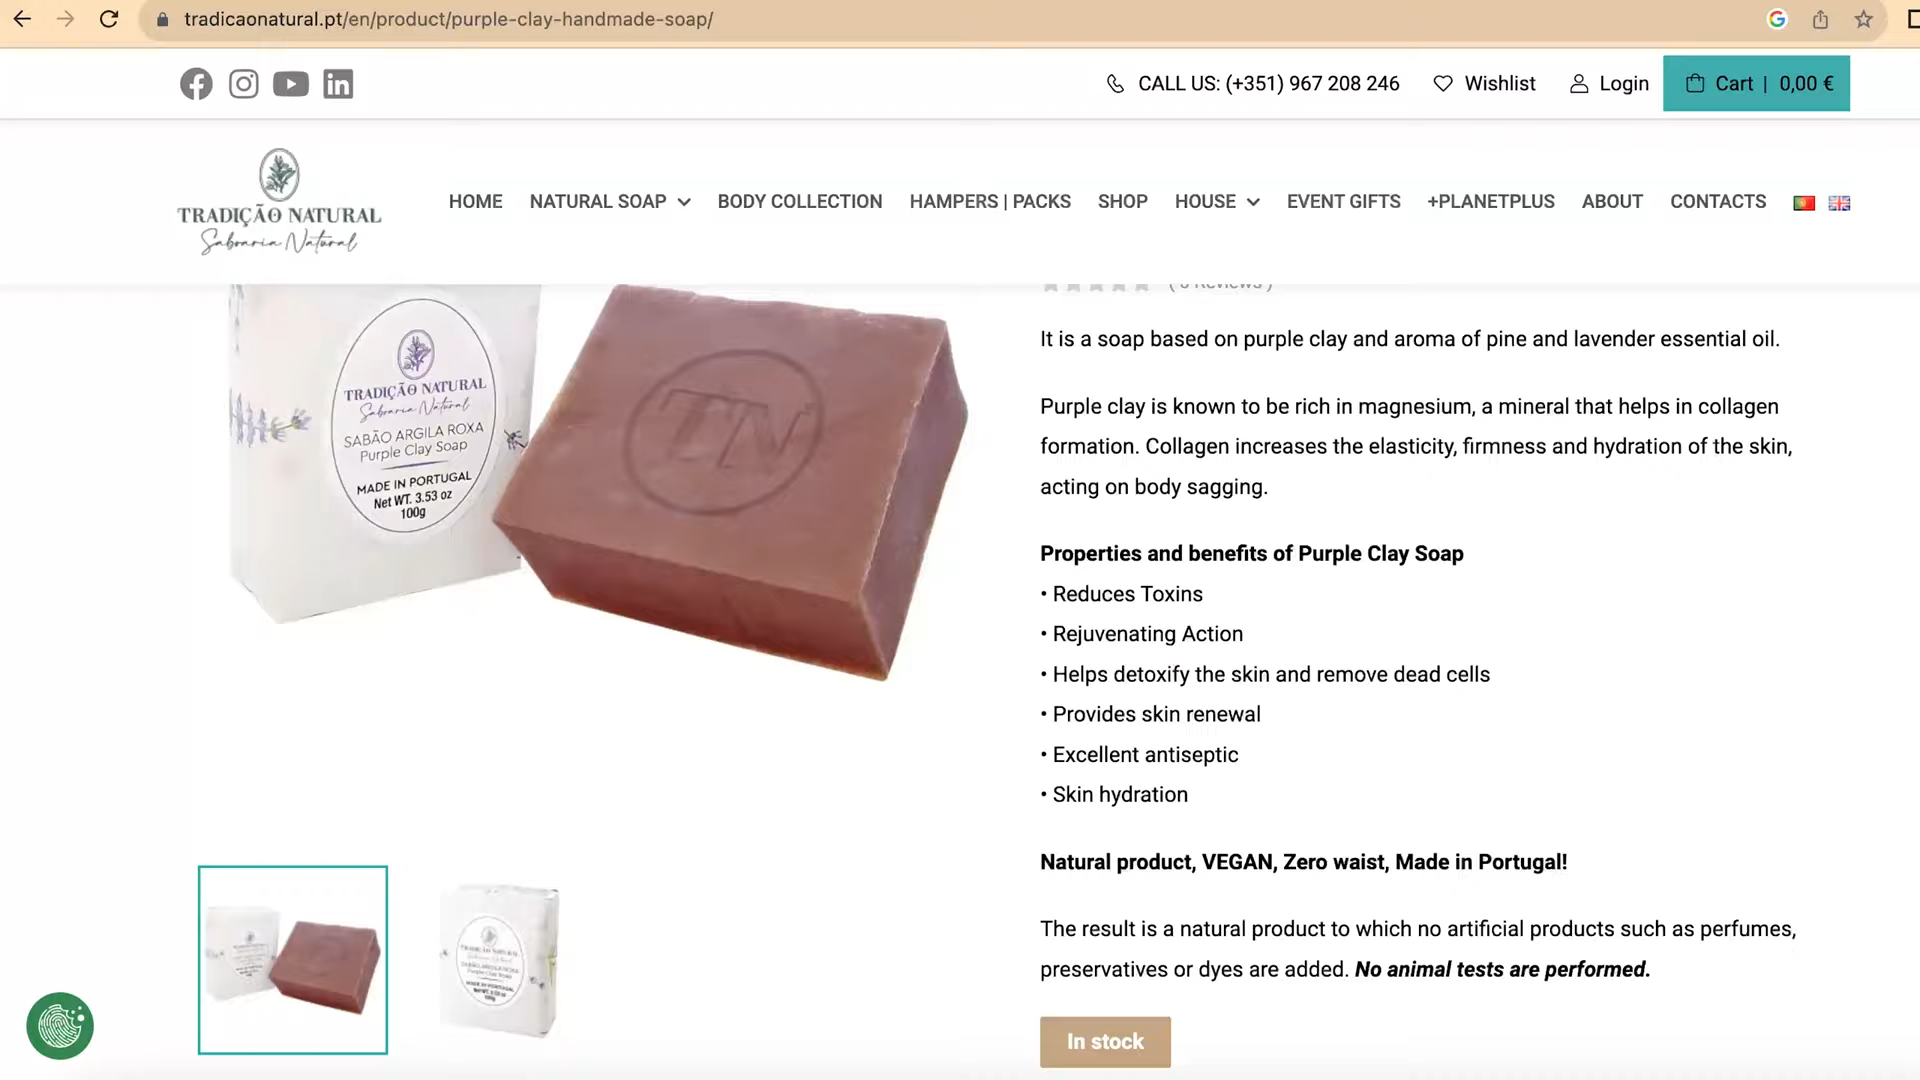 tradicaonatural.pt/en/product/purple-clay-handmade-soap/
CALL US: (+351) 967 208 246
Wishlist
Login
Cart | 0,00 €
TRADIÇÃO NATURAL
Saboaria Natural
HOME
NATURAL SOAP
BODY COLLECTION
HAMPERS | PACKS
SHOP
HOUSE
EVENT GIFTS
+PLANETPLUS
ABOUT
CONTACTS
TRADIÇÃO NATURAL
Saboaria Natural
SABÃO ARGILA ROXA
Purple Clay Soap
MADE IN PORTUGAL
Net WT. 3.53 oz
100g
TN
It is a soap based on purple clay and aroma of pine and lavender essential oil.
Purple clay is known to be rich in magnesium, a mineral that helps in collagen
formation. Collagen increases the elasticity, firmness and hydration of the skin,
acting on body sagging.
Properties and benefits of Purple Clay Soap
• Reduces Toxins
• Rejuvenating Action
• Helps detoxify the skin and remove dead cells
• Provides skin renewal
• Excellent antiseptic
• Skin hydration
Natural product, VEGAN, Zero waist, Made in Portugal!
The result is a natural product to which no artificial products such as perfumes,
preservatives or dyes are added. No animal tests are performed.
In stock